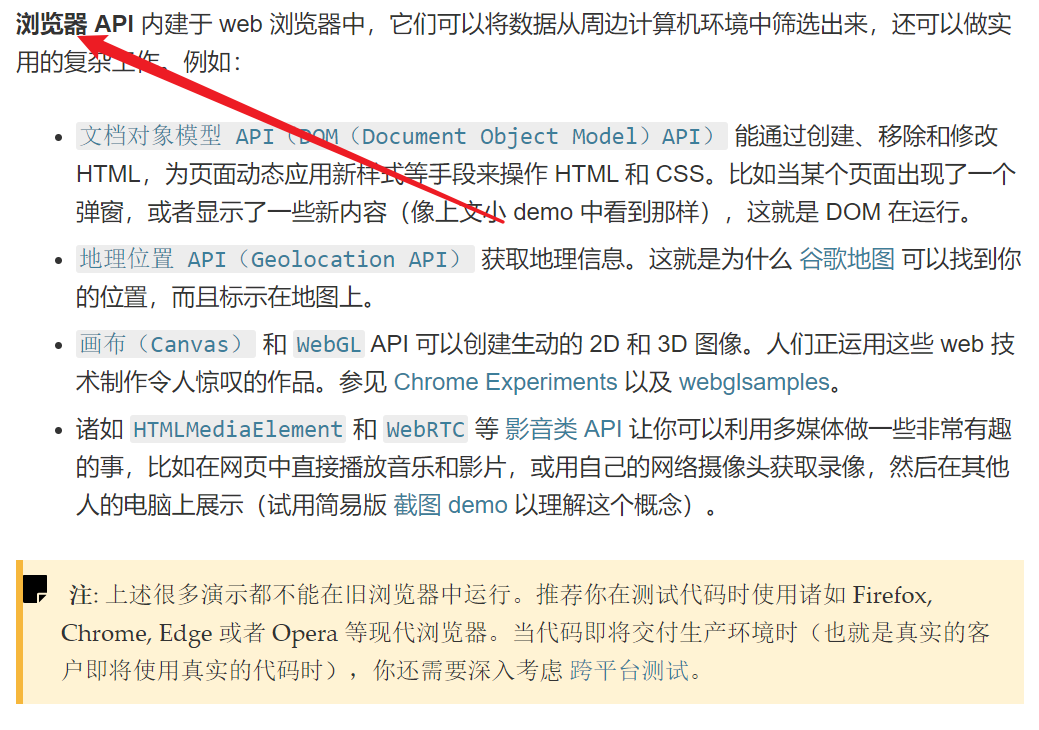 浏览器 API 内建于 web 浏览器中，它们可以将数据从周边计算机环境中筛选出来，还可以做实
用的复杂工作。例如：
文档对象模型 API（DOM（Document Object Model）API） 能通过创建、移除和修改
HTML，为页面动态应用新样式等手段来操作 HTML 和 CSS。比如当某个页面出现了一个
弹窗，或者显示了一些新内容（像上文小 demo 中看到那样），这就是 DOM 在运行。
地理位置 API（Geolocation API） 获取地理信息。这就是为什么 谷歌地图 可以找到你
的位置，而且标示在地图上。
画布（Canvas） 和 WebGL API 可以创建生动的 2D 和 3D 图像。人们正运用这些 web 技
术制作令人惊叹的作品。参见 Chrome Experiments 以及 webglsamples。
诸如 HTMLMediaElement 和 WebRTC 等 影音类 API 让你可以利用多媒体做一些非常有趣
的事，比如在网页中直接播放音乐和影片，或用自己的网络摄像头获取录像，然后在其他
人的电脑上展示（试用简易版 截图 demo 以理解这个概念）。
注: 上述很多演示都不能在旧浏览器中运行。推荐你在测试代码时使用诸如 Firefox,
Chrome, Edge 或者 Opera 等现代浏览器。当代码即将交付生产环境时（也就是真实的客
户即将使用真实的代码时），你还需要深入考虑 跨平台测试。